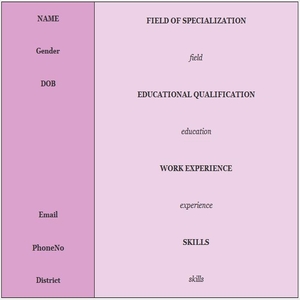 NAME
Gender
DOB
Email
PhoneNo
District
FIELD OF SPECIALIZATION
field
EDUCATIONAL QUALIFICATION
education
WORK EXPERIENCE
experience
SKILLS
skills